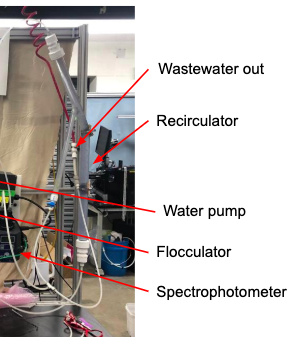 Wastewater out
Recirculator
Water pump
Flocculator
Spectrophotometer